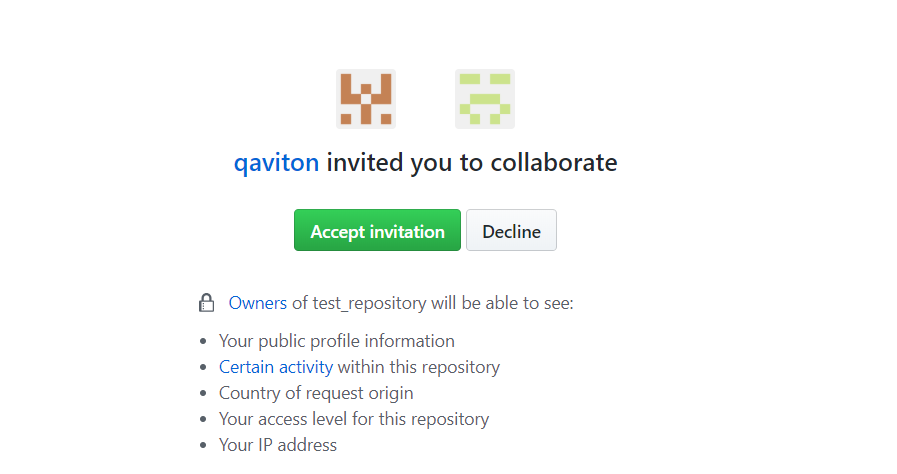 qaviton invited you to collaborate
Accept invitation Decline
Owners of test_repository will be able to see:
Your public profile information
Certain activity within this repository
Country of request origin
Your access level for this repository
Your IP address